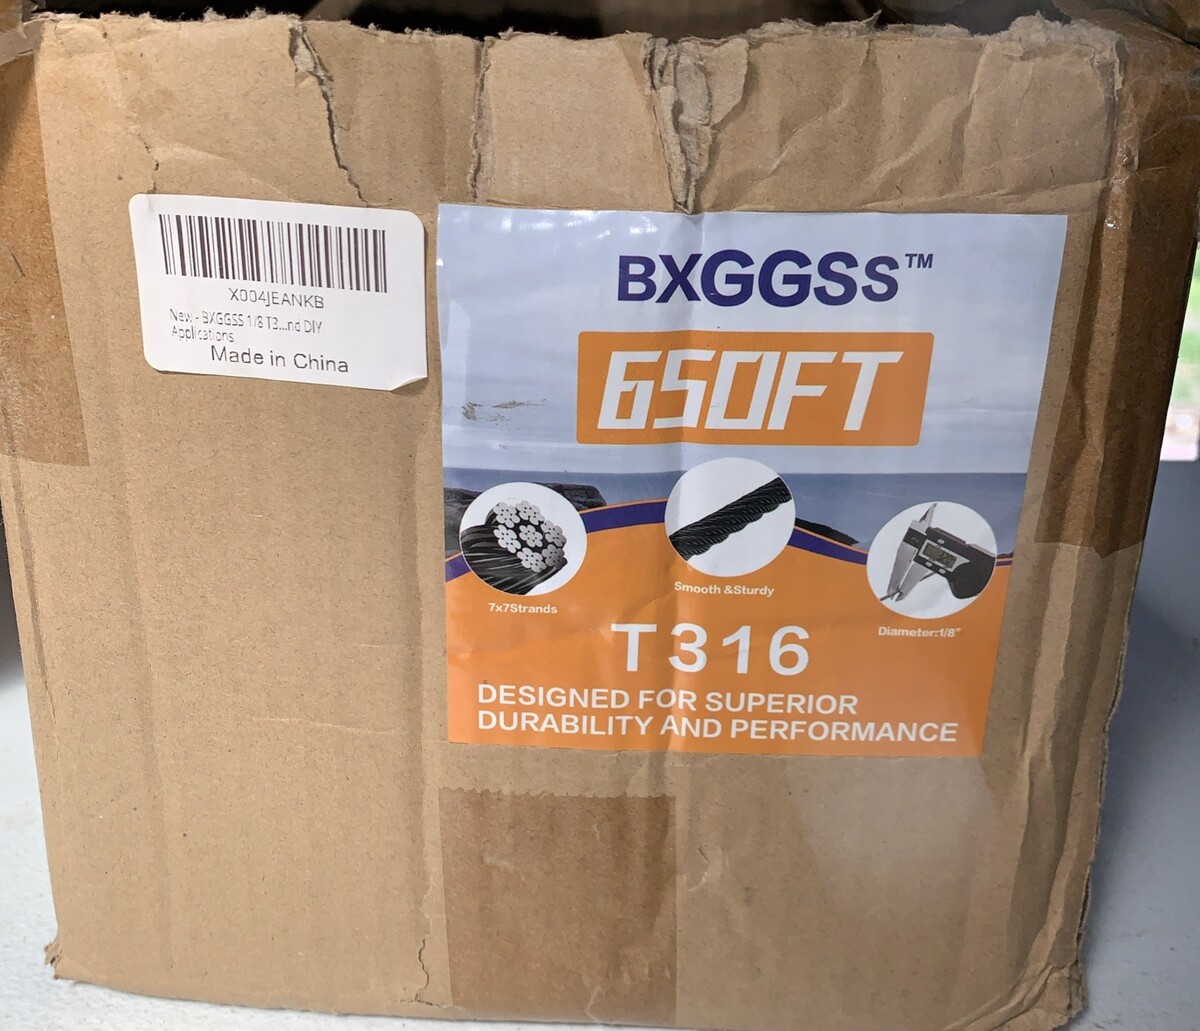 X004JEANKB
New - BXGGSS 1/8 T3...nd DIY
Applications
Made in China
BXGGSS™
650FT
7x7Strands
Smooth &Sturdy
Diameter:1/8"
T316
DESIGNED FOR SUPERIOR
DURABILITY AND PERFORMANCE